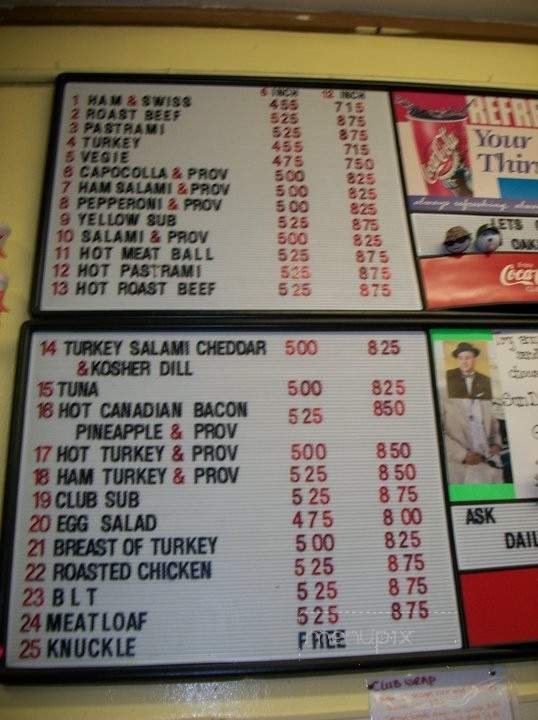 6 INCH 12 INCH
1 HAM & SWISS 455 715
2 ROAST BEEF 525 875
3 PASTRAMI 525 875
4 TURKEY 455 715
5 VEGIE 475 750
6 CAPOCOLLA & PROV 500 825
7 HAM SALAMI & PROV 500 825
8 PEPPERONI & PROV 500 825
9 YELLOW SUB 525 875
10 SALAMI & PROV 500 825
11 HOT MEAT BALL 525 875
12 HOT PASTRAMI 525 875
13 HOT ROAST BEEF 525 875
REFRE
Your
Thir
always refreshing
LETS
OAK
Coca
14 TURKEY SALAMI CHEDDAR 500 825
& KOSHER DILL
15 TUNA 500 825
16 HOT CANADIAN BACON 525 850
PINEAPPLE & PROV
17 HOT TURKEY & PROV 500 850
18 HAM TURKEY & PROV 525 850
19 CLUB SUB 525 875
20 EGG SALAD 475 800
21 BREAST OF TURKEY 500 825
22 ROASTED CHICKEN 525 875
23 BLT 525 875
24 MEATLOAF 525 875
25 KNUCKLE FREE
ASK
DAIL
menupix
CLUB WRAP